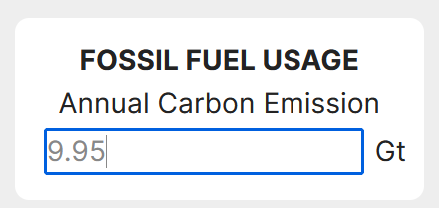 FOSSIL FUEL USAGE
Annual Carbon Emission
9.95 Gt